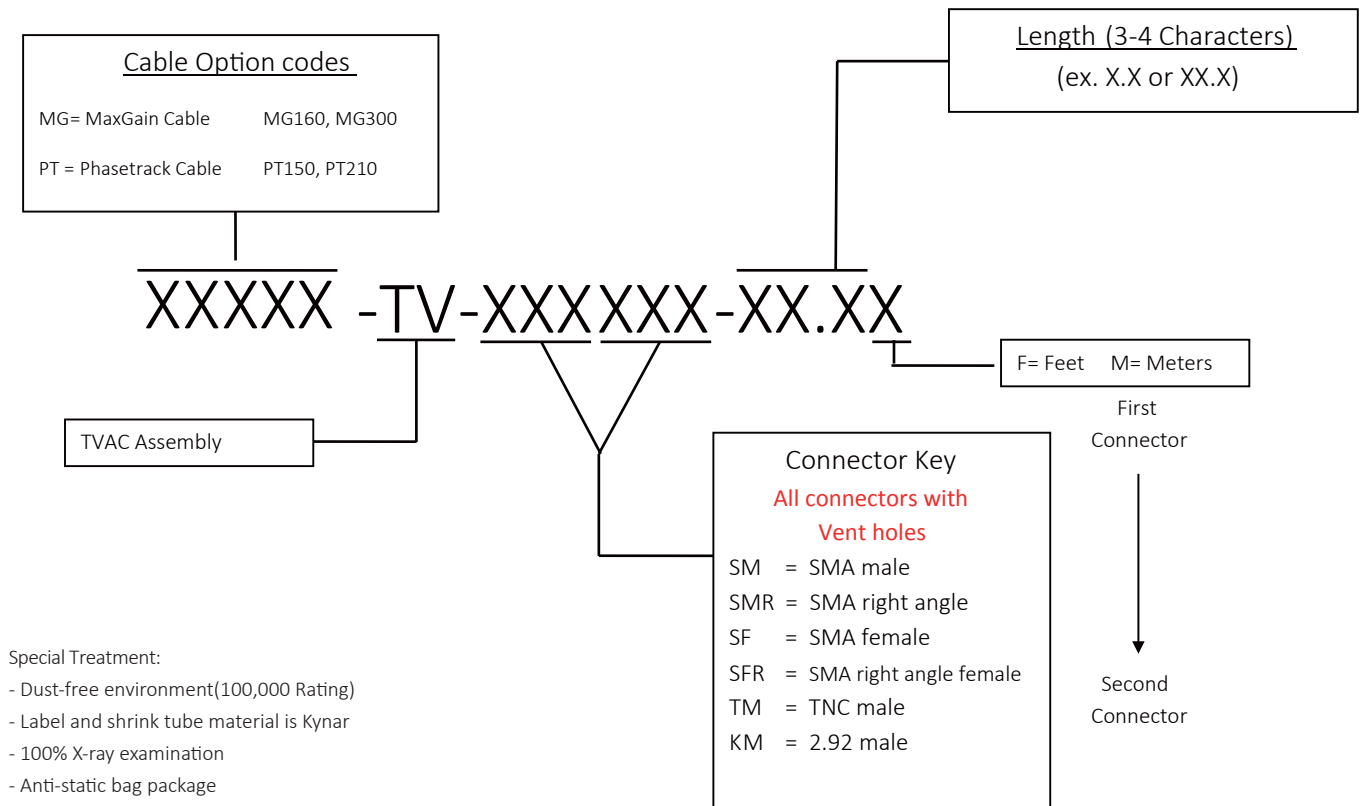 Cable Option codes
MG= MaxGain Cable MG160, MG300
PT = Phasetrack Cable PT150, PT210
Length (3-4 Characters)
(ex. X.X or XX.X)
XXXXX -TV-XXXXXX-XX.XX
F= Feet M= Meters
TVAC Assembly
First
Connector
Second
Connector
Connector Key
All connectors with
Vent holes
SM = SMA male
SMR = SMA right angle
SF = SMA female
SFR = SMA right angle female
TM = TNC male
KM = 2.92 male
Special Treatment:
- Dust-free environment(100,000 Rating)
- Label and shrink tube material is Kynar
- 100% X-ray examination
- Anti-static bag package